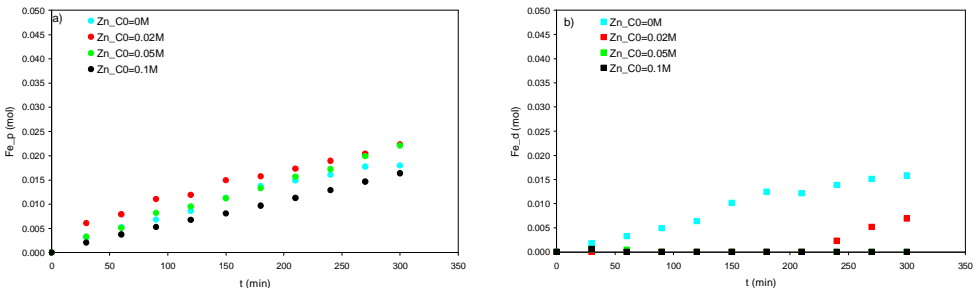 a)
Zn_C0=0M
Zn_C0=0.02M
Zn_C0=0.05M
Zn_C0=0.1M
0.050
0.045
0.040
0.035
0.030
0.025
0.020
0.015
0.010
0.005
0.000
Fe_p (mol)
0 50 100 150 200 250 300 350
t (min)
b)
Zn_C0=0M
Zn_C0=0.02M
Zn_C0=0.05M
Zn_C0=0.1M
0.050
0.045
0.040
0.035
0.030
0.025
0.020
0.015
0.010
0.005
0.000
Fe_d (mol)
0 50 100 150 200 250 300 350
t (min)